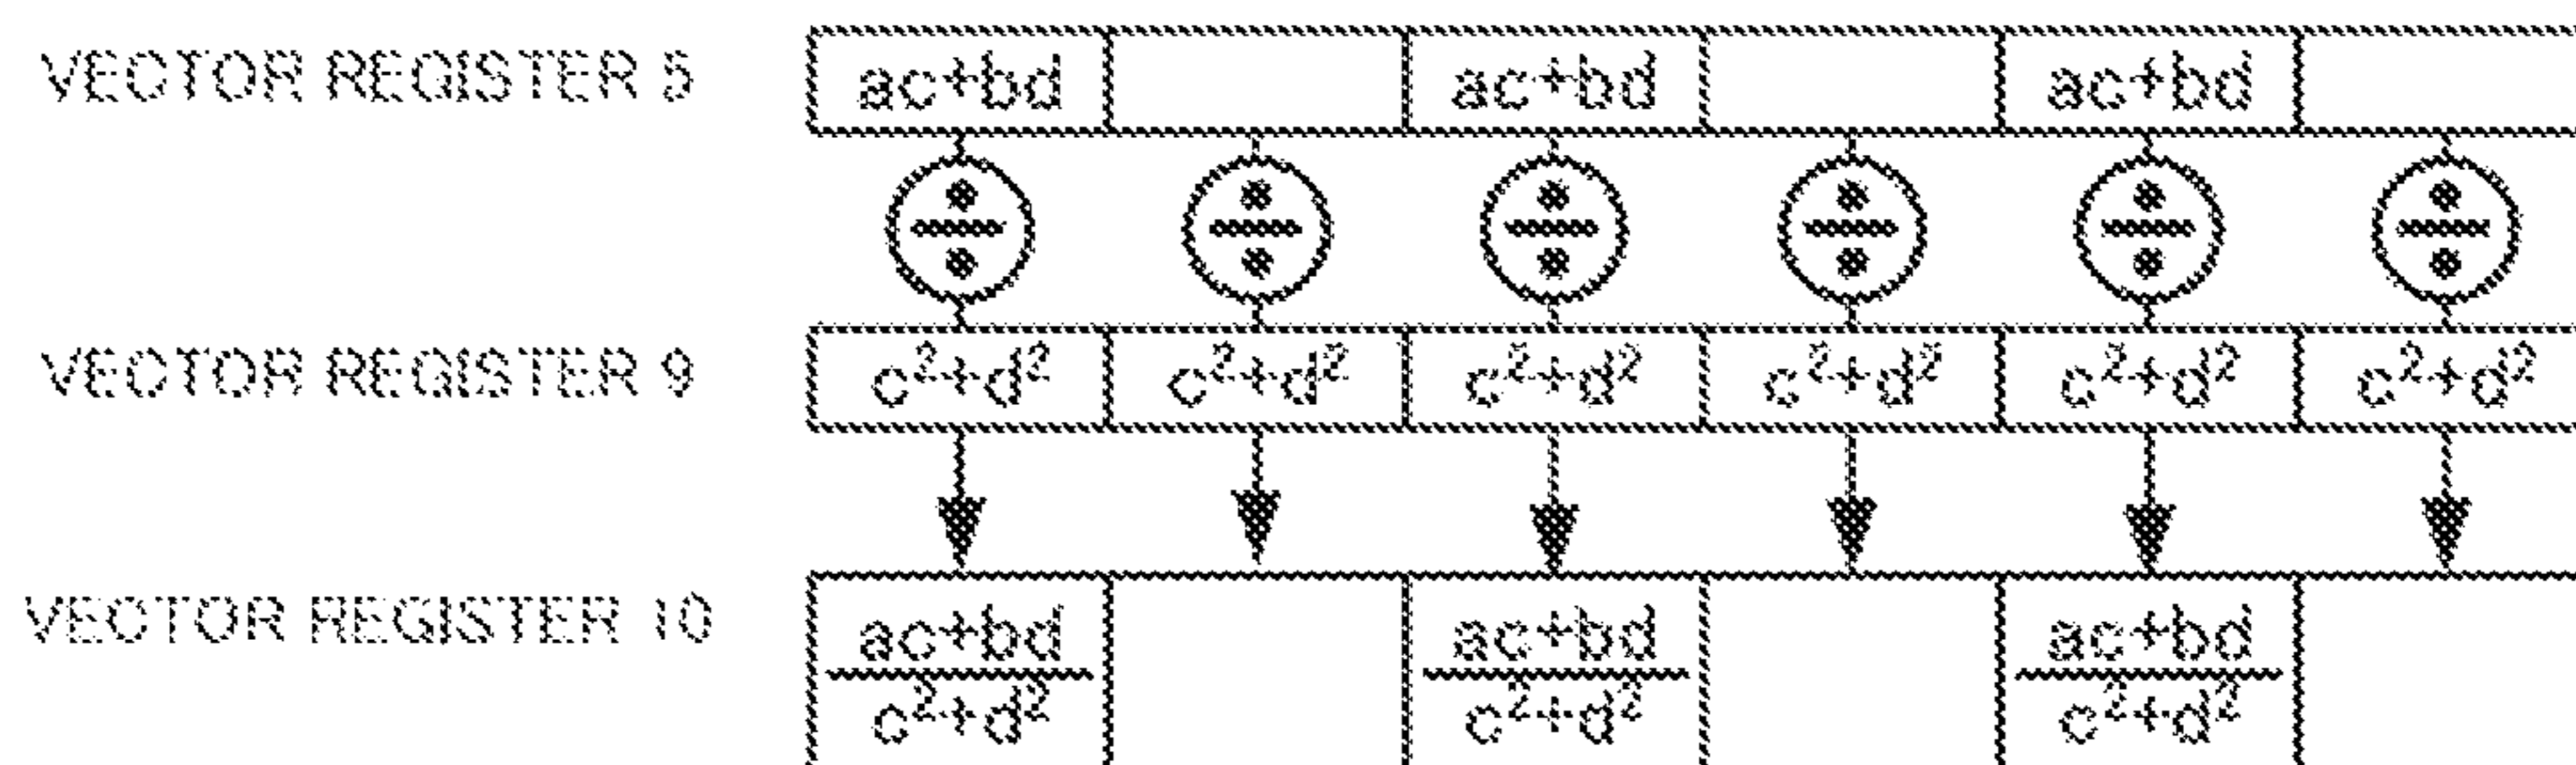 VECTOR REGISTER 5 ac+bd ac+bd ac+bd
÷ ÷ ÷ ÷ ÷ ÷
VECTOR REGISTER 9 c²+d² c²+d² c²+d² c²+d² c²+d² c²+d²
VECTOR REGISTER 10 ac+bd ac+bd ac+bd
c²+d² c²+d² c²+d²